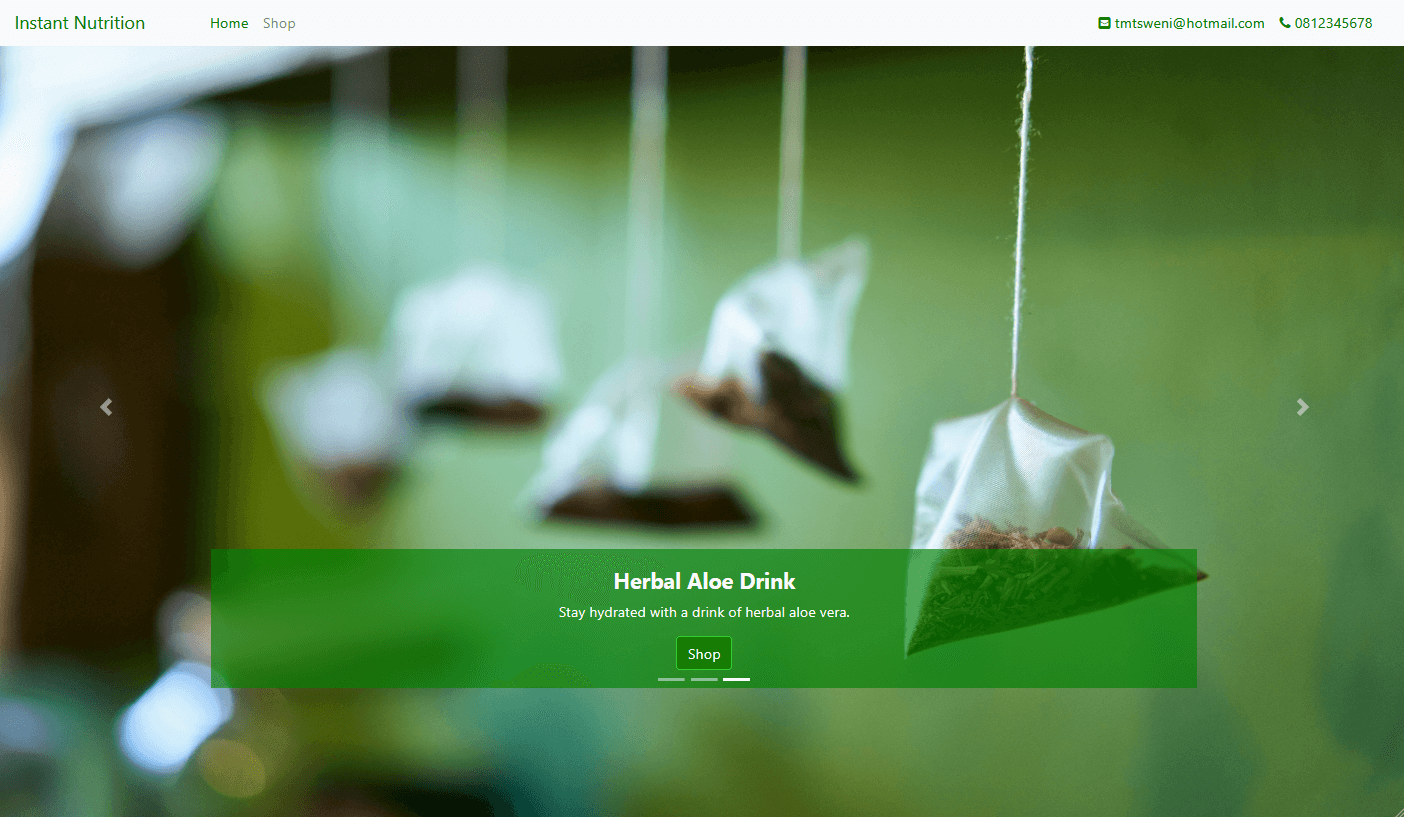 Instant Nutrition Home Shop tmtsweni@hotmail.com 0812345678
Herbal Aloe Drink
Stay hydrated with a drink of herbal aloe vera.
Shop